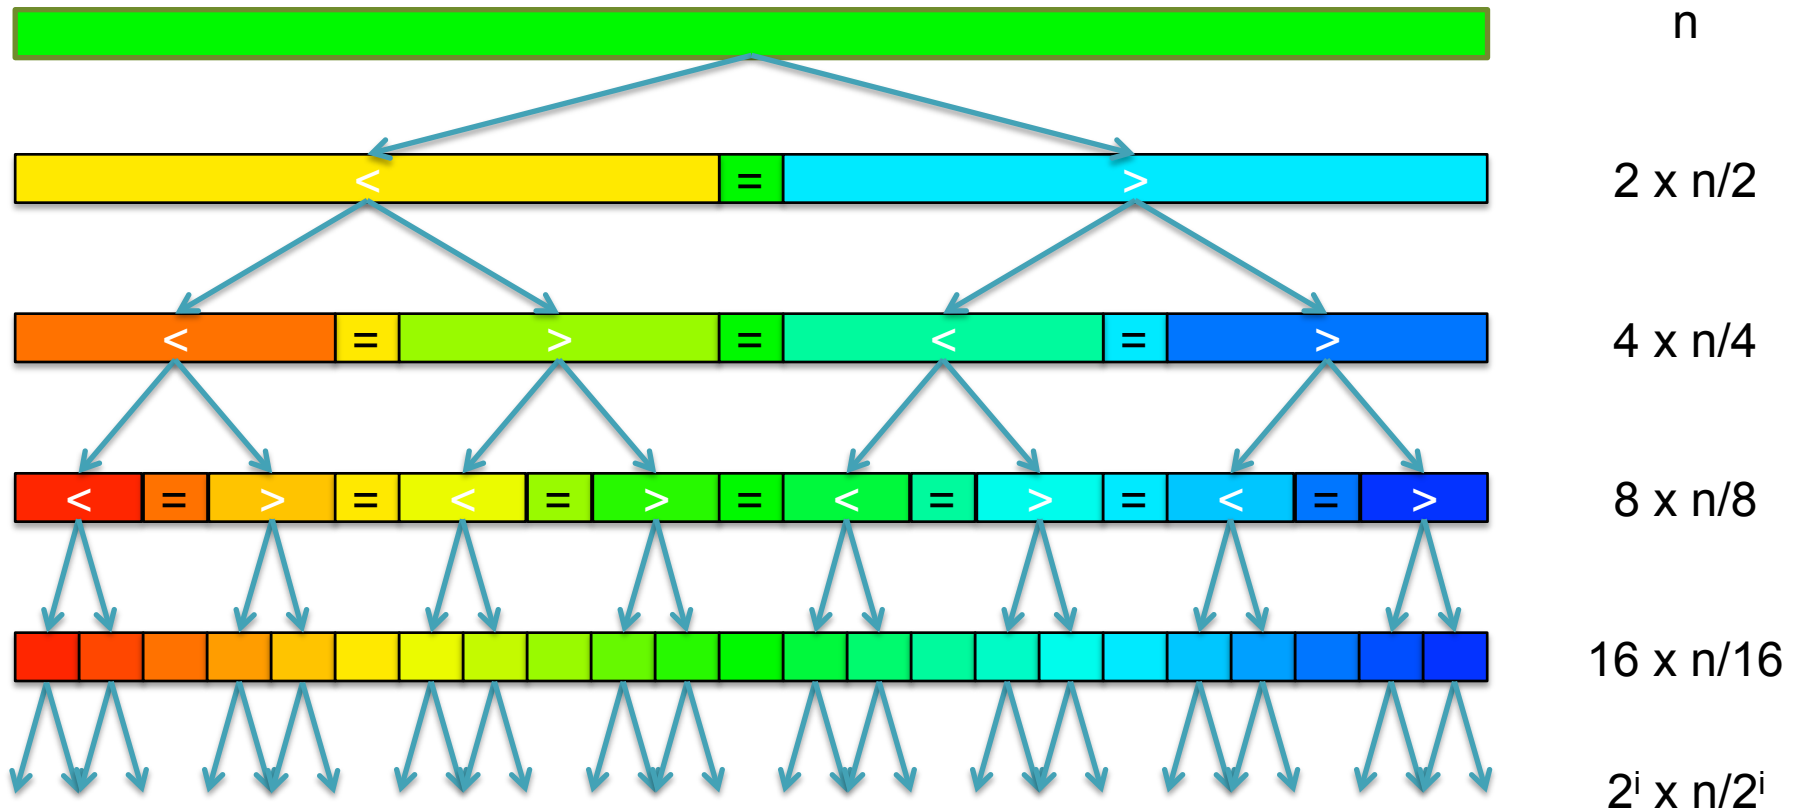 n
< = > 2 x n/2
< = > = < = > 4 x n/4
< = > = < = > = < = > = < = > 8 x n/8
16 x n/16
2ⁱ x n/2ⁱ